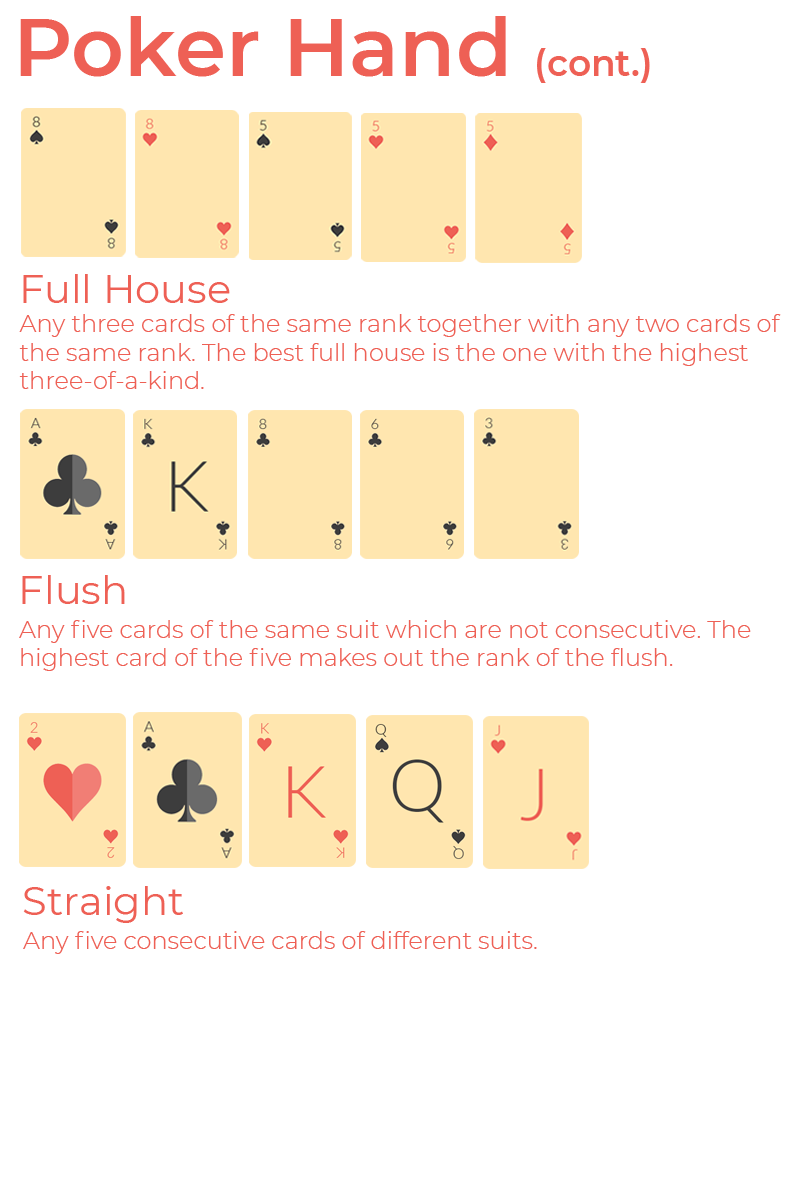 Poker Hand (cont.)
8 8 5 5 5
8 8 5 5 5
Full House
Any three cards of the same rank together with any two cards of
the same rank. The best full house is the one with the highest
three-of-a-kind.
A K 8 6 3
K
A K 8 6 3
Flush
Any five cards of the same suit which are not consecutive. The
highest card of the five makes out the rank of the flush.
2 A K Q J
K Q J
2 A K Q J
Straight
Any five consecutive cards of different suits.